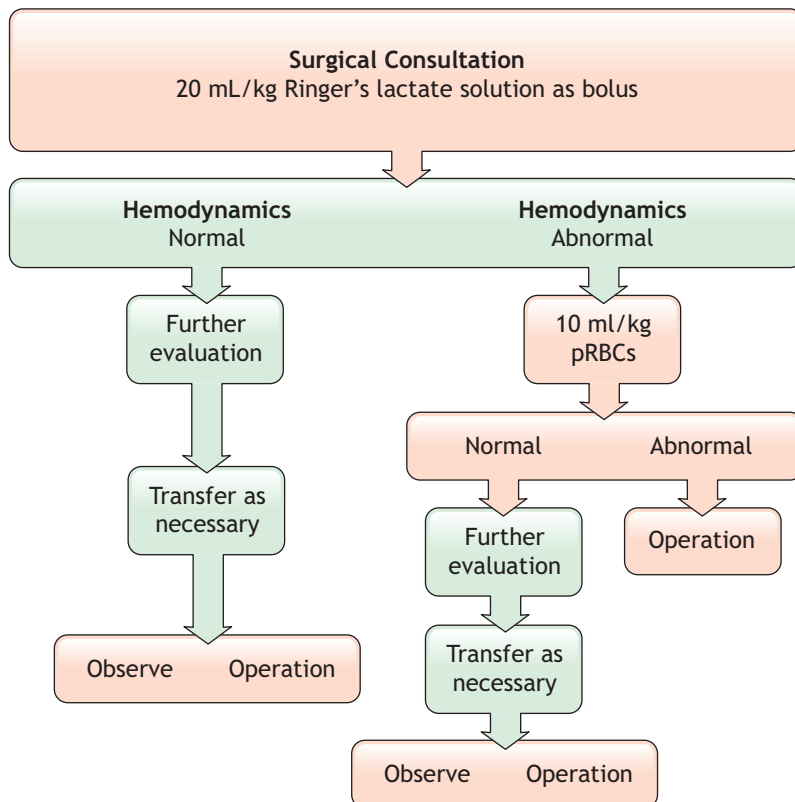 Surgical Consultation
20 mL/kg Ringer’s lactate solution as bolus
Hemodynamics
Normal
Hemodynamics
Abnormal
Further
evaluation
Transfer as
necessary
Observe Operation
10 ml/kg
pRBCs
Normal Abnormal
Further
evaluation
Transfer as
necessary
Observe Operation
Operation